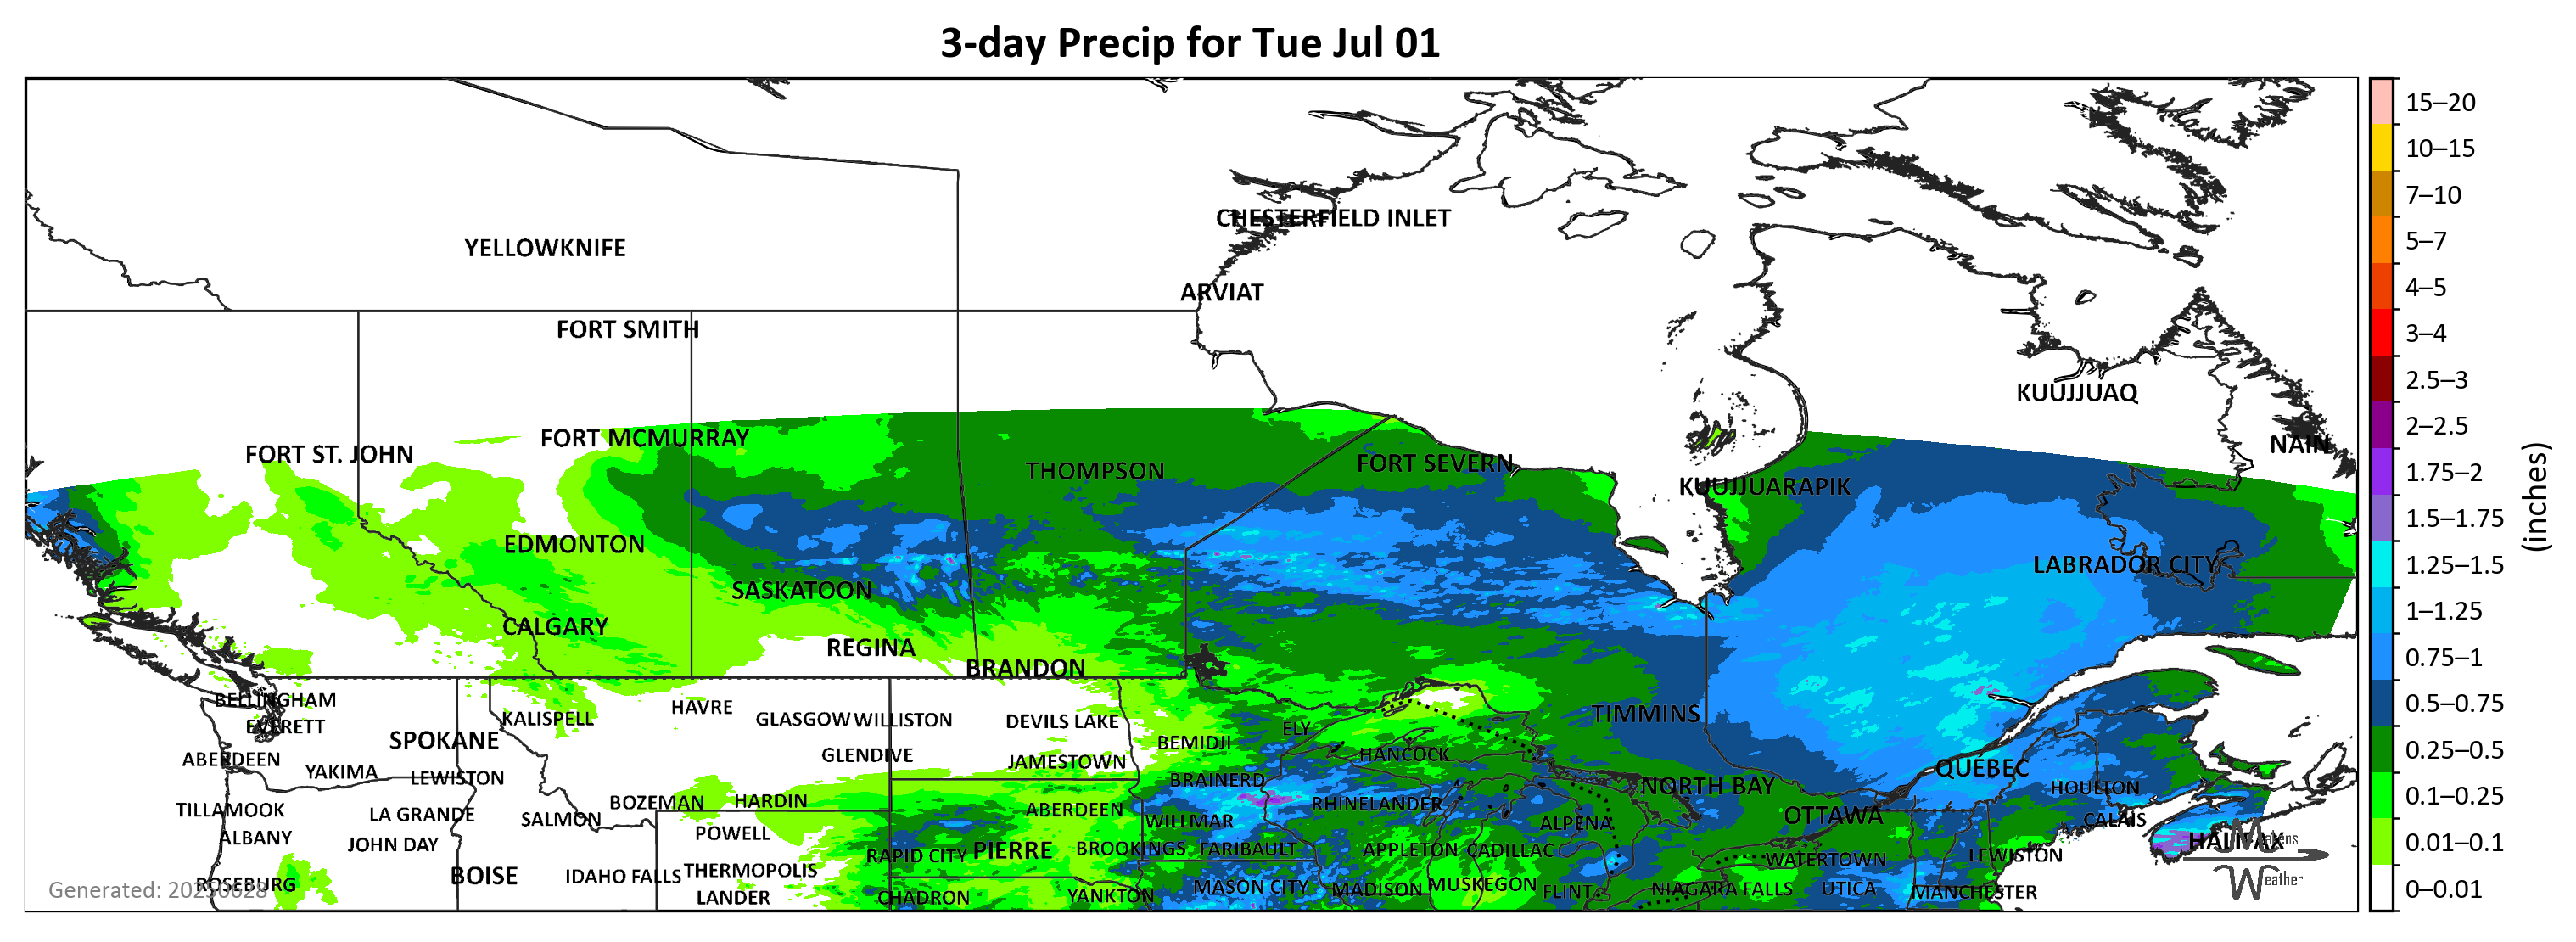 3-day Precip for Tue Jul 01
YELLOWKNIFE
CHESTERFIELD INLET
ARVIAT
FORT SMITH
KUUJJUAQ
FORT ST. JOHN
FORT MCMURRAY
THOMPSON
FORT SEVERN
KUUJJUARAPIK
NAIN
EDMONTON
SASKATOON
LABRADOR CITY
CALGARY
REGINA
BRANDON
BELLINGHAM
EVERETT
KALISPELL
HAVRE
GLASGOW
WILLISTON
DEVILS LAKE
BEMIDJI
ELY
TIMMINS
ABERDEEN
SPOKANE
YAKIMA
LEWISTON
GLENDIVE
JAMESTOWN
BRAINERD
HANCOCK
NORTH BAY
QUÉBEC
HOULTON
TILLAMOOK
LA GRANDE
SALMON
BOZEMAN
HARDIN
ABERDEEN
WILLMAR
RHINELANDER
ALPENA
OTTAWA
CALAIS
ALBANY
JOHN DAY
POWELL
RAPID CITY
PIERRE
BROOKINGS
FARIBAULT
APPLETON
CADILLAC
WATERTOWN
LEWISTON
HALIFAX
ROSEBURG
BOISE
IDAHO FALLS
THERMOPOLIS
LANDER
CHADRON
YANKTON
MASON CITY
MADISON
MUSKEGON
FLINT
NIAGARA FALLS
UTICA
MANCHESTER
Generated: 20250628
Weather
15–20
10–15
7–10
5–7
4–5
3–4
2.5–3
2–2.5
1.75–2
1.5–1.75
1.25–1.5
1–1.25
0.75–1
0.5–0.75
0.25–0.5
0.1–0.25
0.01–0.1
0–0.01
(inches)